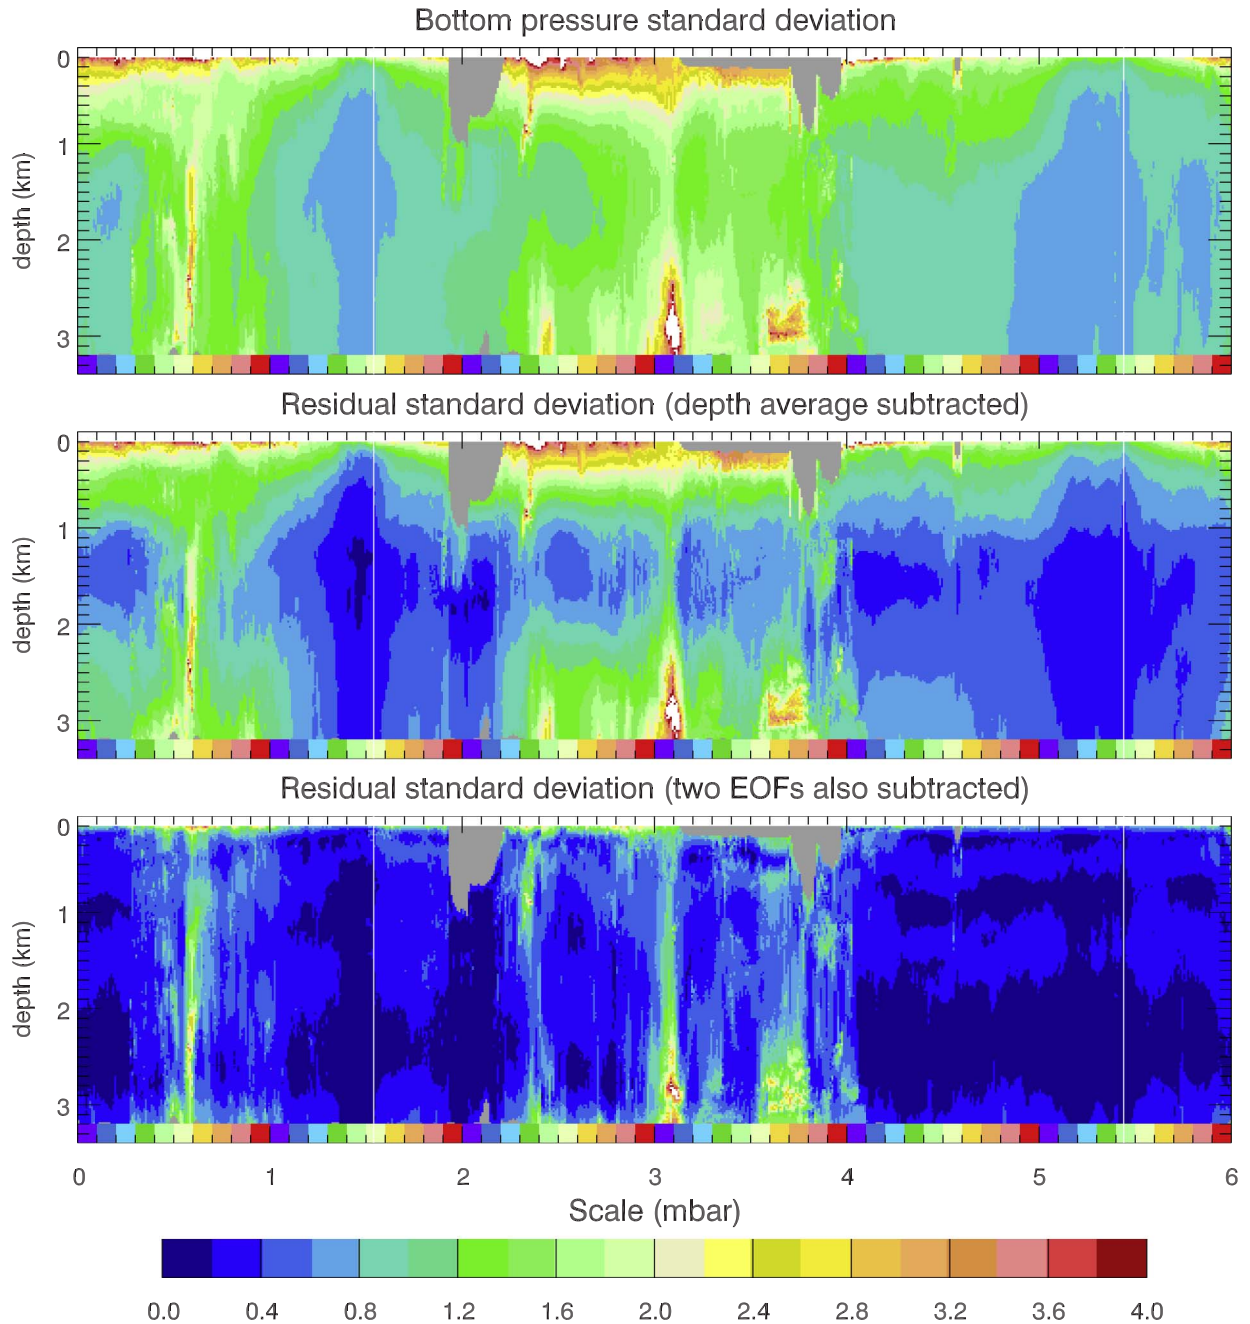 Bottom pressure standard deviation
0
1
2
3
depth (km)
Residual standard deviation (depth average subtracted)
0
1
2
3
depth (km)
Residual standard deviation (two EOFs also subtracted)
0
1
2
3
depth (km)
0 1 2 3 4 5 6
Scale (mbar)
0.0 0.4 0.8 1.2 1.6 2.0 2.4 2.8 3.2 3.6 4.0